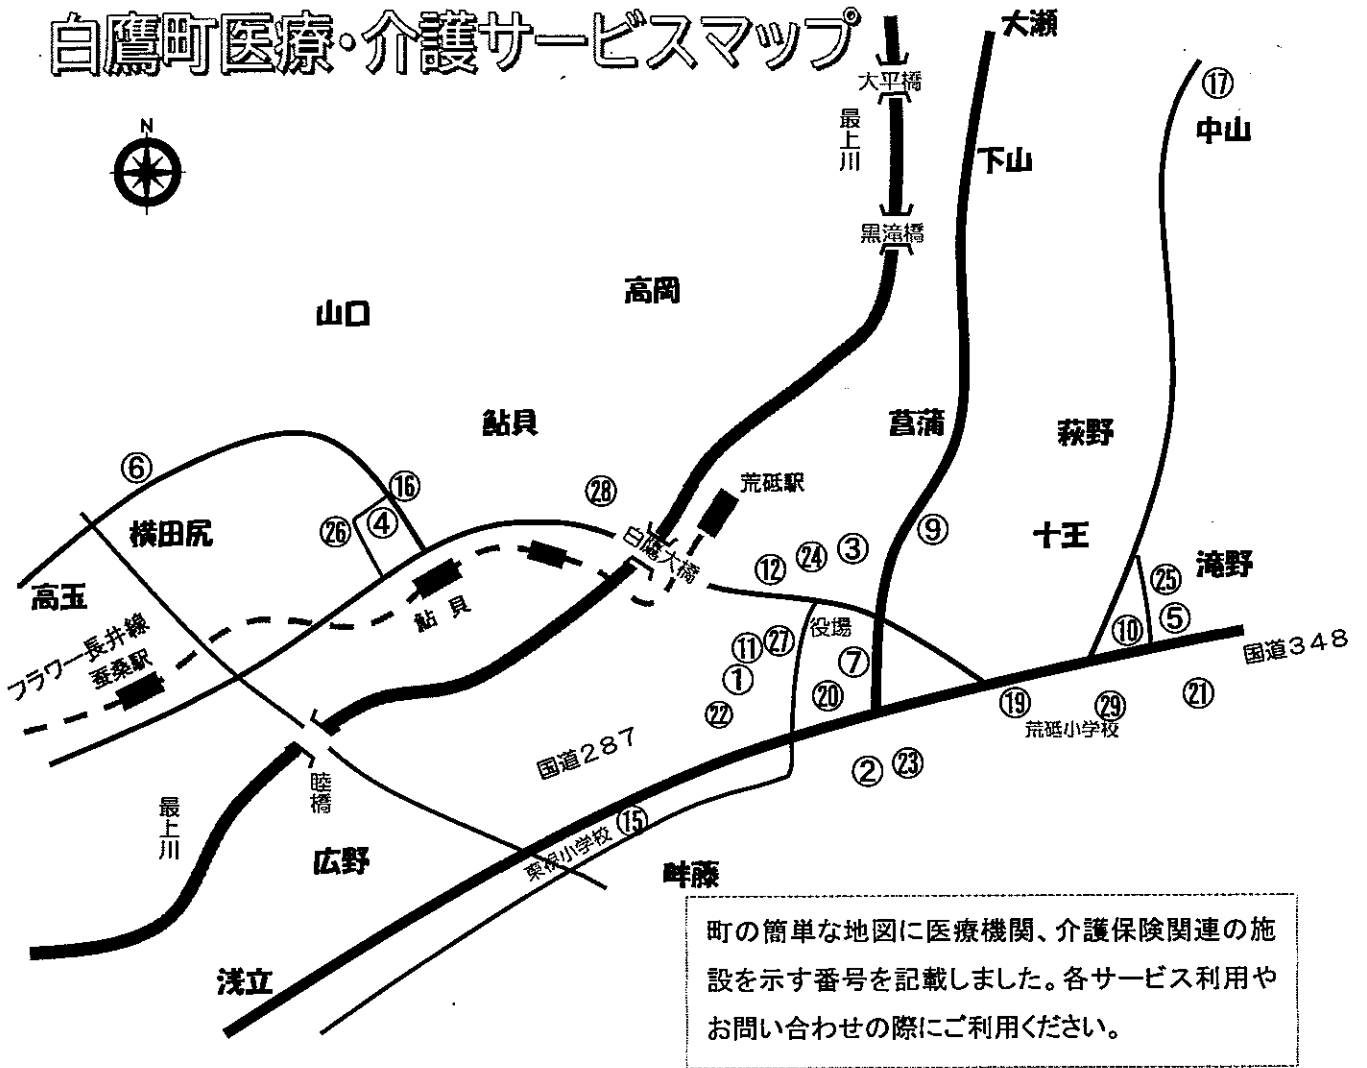 白鷹町医療・介護サービスマップ
大瀬
大平橋
⑰
中山
最上川
N
下山
黒滝橋
高岡
山口
鮎貝
菖蒲
萩野
⑥
⑯
㉘
荒砥駅
横田尻
㉖
④
白鷹大橋
⑨
十王
⑫
㉔
③
滝野
㉕
高玉
鮎貝
役場
⑩
⑤
フラワー長井線
蚕桑駅
⑪
㉗
⑦
国道348
①
⑳
㉒
⑲
㉙
㉑
荒砥小学校
国道287
②
㉓
睦橋
最上川
⑮
東根小学校
広野
畔藤
浅立
町の簡単な地図に医療機関、介護保険関連の施
設を示す番号を記載しました。各サービス利用や
お問い合わせの際にご利用ください。